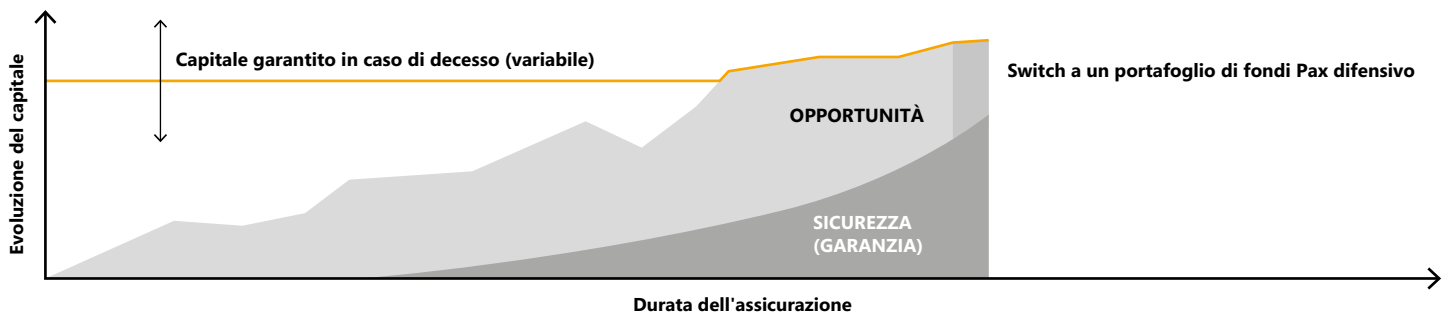 Evoluzione del capitale
Capitale garantito in caso di decesso (variabile)
Switch a un portafoglio di fondi Pax difensivo
OPPORTUNITÀ
SICUREZZA
(GARANZIA)
Durata dell'assicurazione